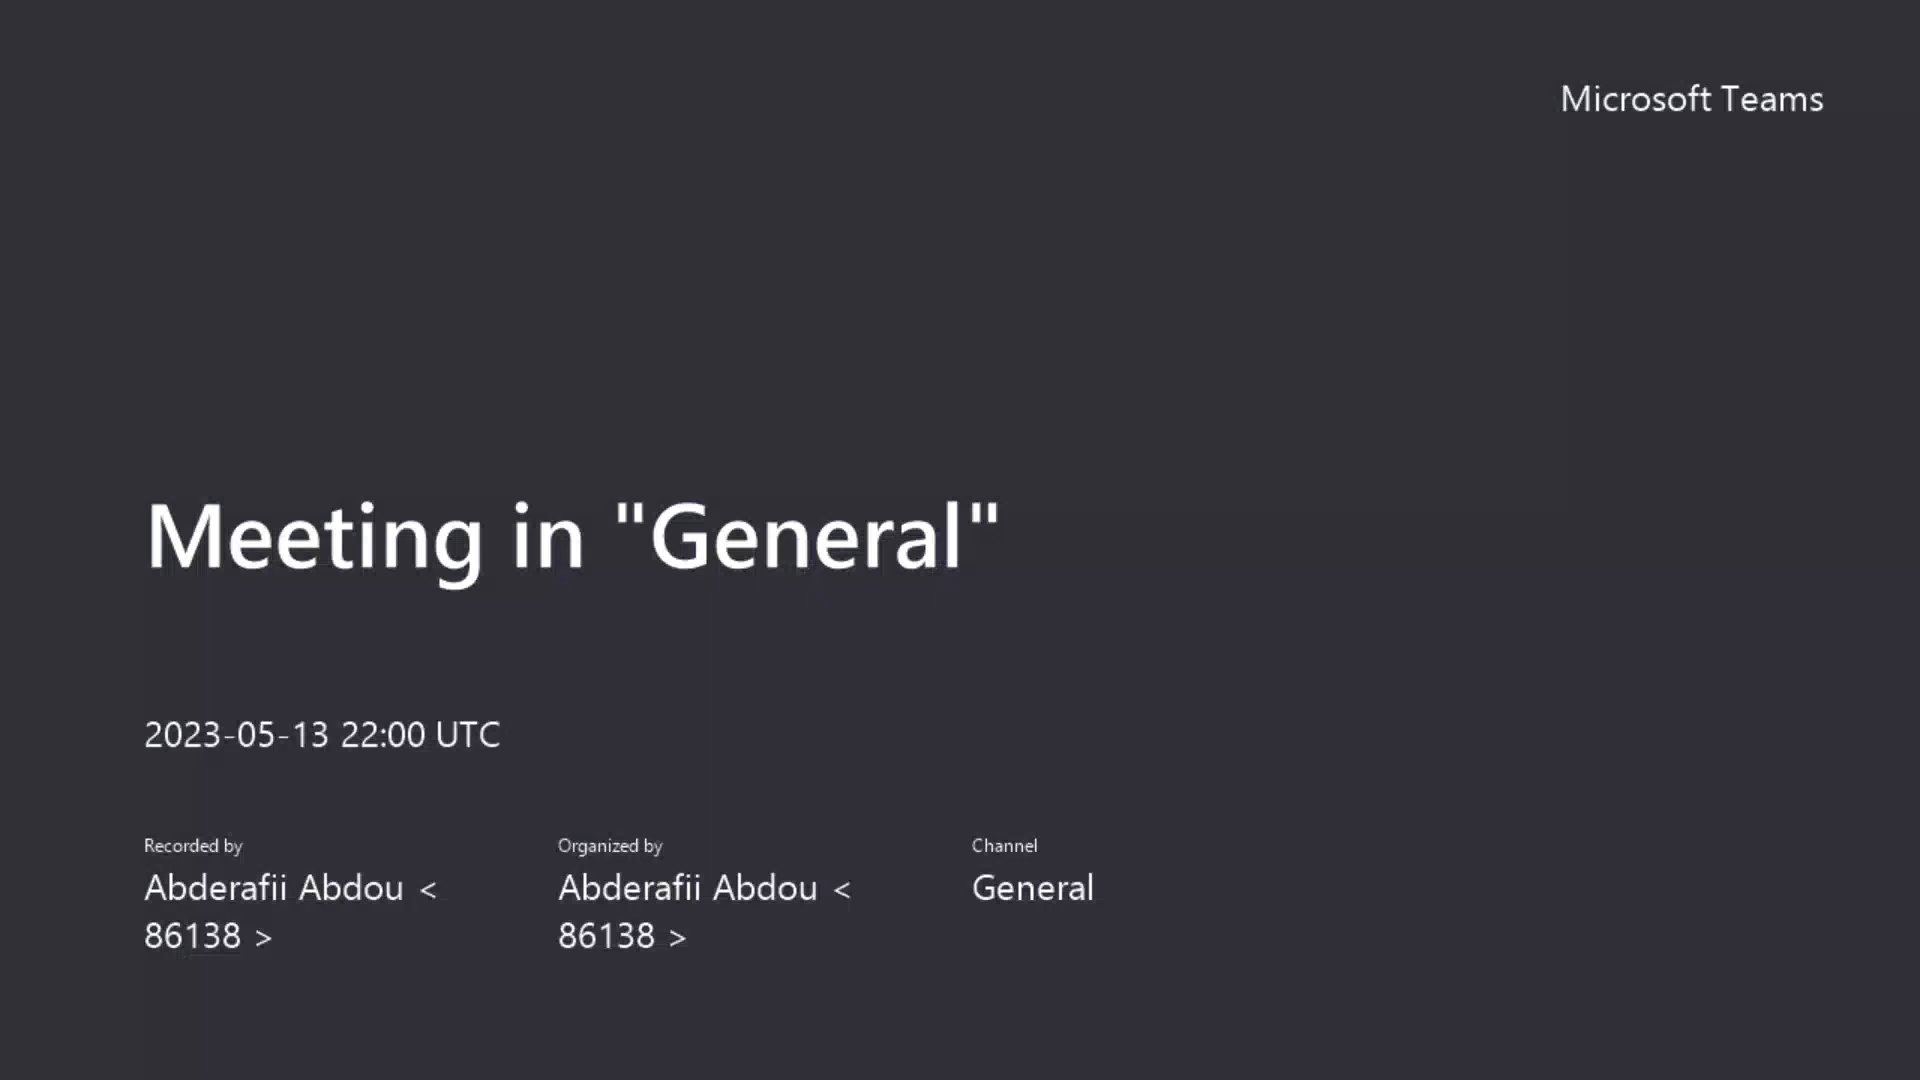 Microsoft Teams
Meeting in "General"
2023-05-13 22:00 UTC
Recorded by
Abderafii Abdou <
86138 >
Organized by
Abderafii Abdou <
86138 >
Channel
General